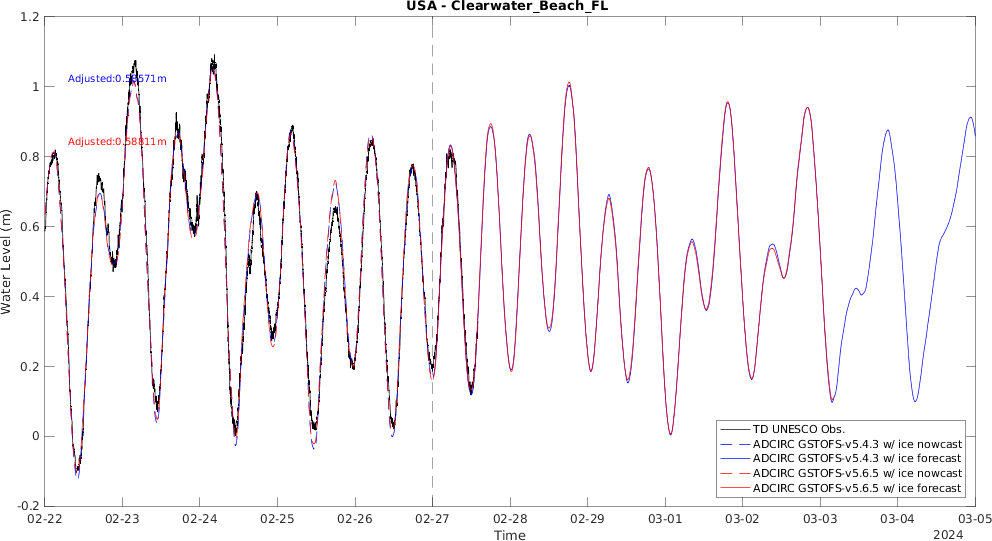 USA - Clearwater_Beach_FL
1.2
1
0.8
0.6
0.4
0.2
0
-0.2
Water Level (m)
Adjusted:0.58811m
TD UNESCO Obs.
ADCIRC GSTOFS-v5.4.3 w/ ice nowcast
ADCIRC GSTOFS-v5.4.3 w/ ice forecast
ADCIRC GSTOFS-v5.6.5 w/ ice nowcast
ADCIRC GSTOFS-v5.6.5 w/ ice forecast
02-22 02-23 02-24 02-25 02-26 02-27 02-28 02-29 03-01 03-02 03-03 03-04 03-05
Time
2024